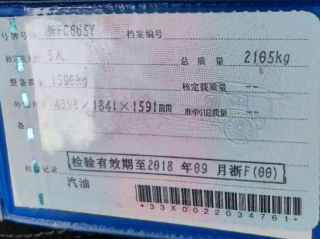 号牌号码 浙FC665Y 档案编号
核定载人数 5人 总质量 2105kg
整备质量 1596kg 核定载质量
外廓尺寸 4398×1841×1591mm 准牵引总质量
检验记录 检验有效期至2018年09月浙F(00)
汽油
*33X0022034761*